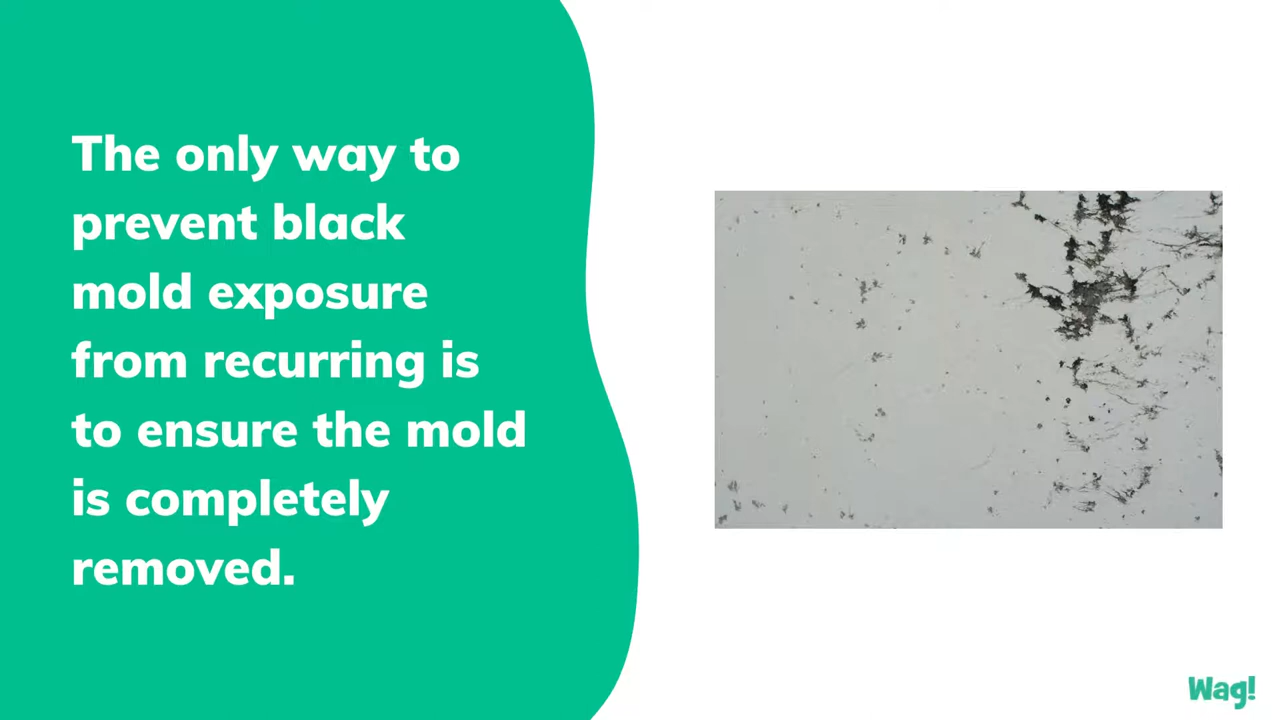 The only way to
prevent black
mold exposure
from recurring is
to ensure the mold
is completely
removed.
Wag!